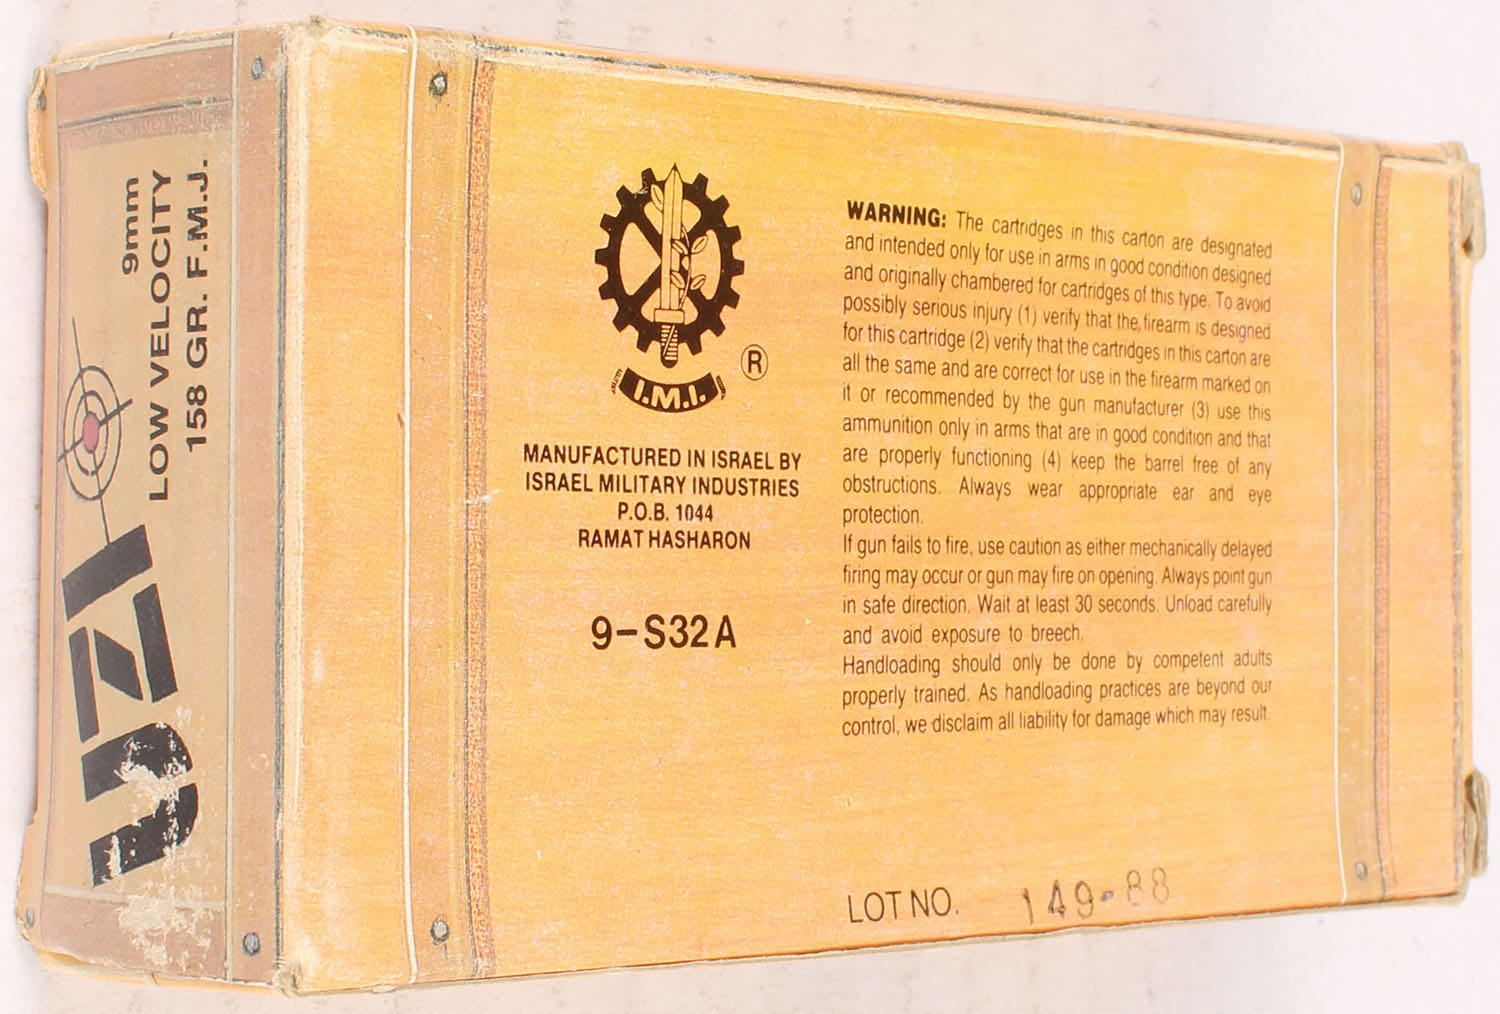 UZI
9mm
LOW VELOCITY
158 GR. F.M.J.
I.M.I.
®
MANUFACTURED IN ISRAEL BY
ISRAEL MILITARY INDUSTRIES
P.O.B. 1044
RAMAT HASHARON
9-S32A
WARNING: The cartridges in this carton are designated
and intended only for use in arms in good condition designed
and originally chambered for cartridges of this type. To avoid
possibly serious injury (1) verify that the, firearm is designed
for this cartridge (2) verify that the cartridges in this carton are
all the same and are correct for use in the firearm marked on
it or recommended by the gun manufacturer (3) use this
ammunition only in arms that are in good condition and that
are properly functioning (4) keep the barrel free of any
obstructions. Always wear appropriate ear and eye
protection.
If gun fails to fire, use caution as either mechanically delayed
firing may occur or gun may fire on opening. Always point gun
in safe direction. Wait at least 30 seconds. Unload carefully
and avoid exposure to breech.
Handloading should only be done by competent adults
properly trained. As handloading practices are beyond our
control, we disclaim all liability for damage which may result.
LOT NO. 149-88